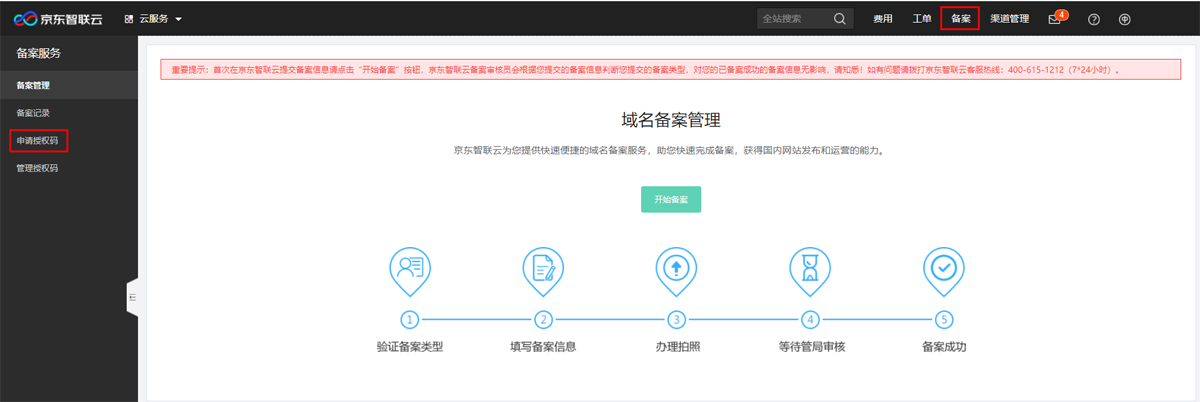 京东智联云 云服务 全站搜索 费用 工单 备案 渠道管理 4
备案服务
备案管理
备案记录
申请授权码
管理授权码
重要提示：首次在京东智联云提交备案信息请点击“开始备案”按钮，京东智联云备案审核员会根据您提交的备案信息判断您提交的备案类型，对您的已备案成功的备案信息无影响，请知悉！如有问题请拨打京东智联云客服热线：400-615-1212（7*24小时）。
域名备案管理
京东智联云为您提供快速便捷的域名备案服务，助您快速完成备案，获得国内网站发布和运营的能力。
开始备案
1 2 3 4 5
验证备案类型 填写备案信息 办理拍照 等待管局审核 备案成功